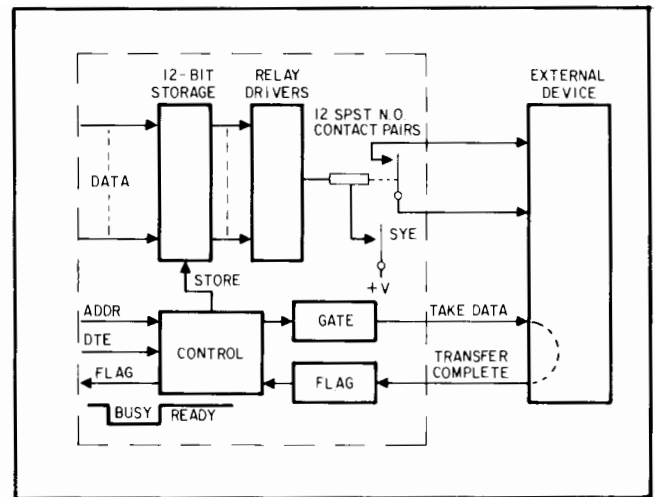 12-BIT
STORAGE
RELAY
DRIVERS
EXTERNAL
DEVICE
12 SPST N.O.
CONTACT PAIRS
DATA
SYE
+V
STORE
ADDR
DTE
FLAG
CONTROL
GATE
FLAG
TAKE DATA
TRANSFER
COMPLETE
BUSY
READY